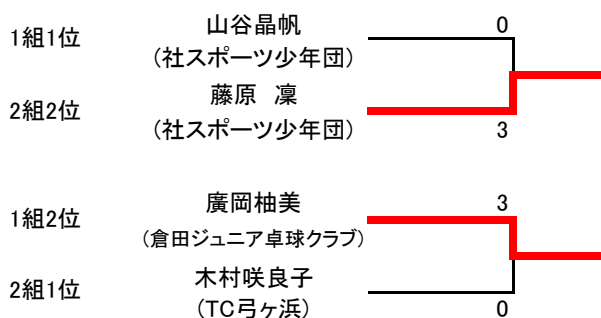 1組1位
山谷晶帆
(社スポーツ少年団)
0
2組2位
藤原 凜
(社スポーツ少年団)
3
1組2位
廣岡柚美
(倉田ジュニア卓球クラブ)
3
2組1位
木村咲良子
(TC弓ヶ浜)
0